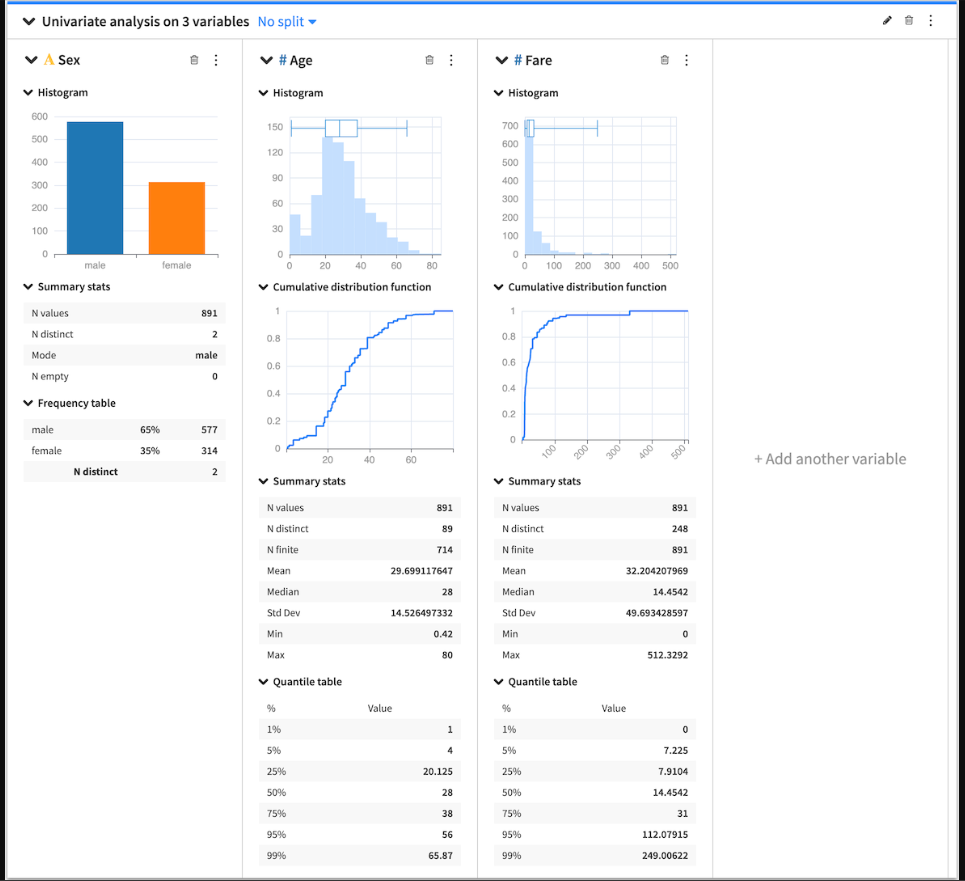 Univariate analysis on 3 variables No split
A Sex
Histogram
600
500
400
300
200
100
0
male female
Summary stats
N values 891
N distinct 2
Mode male
N empty 0
Frequency table
male 65% 577
female 35% 314
N distinct 2
# Age
Histogram
150
120
90
60
30
0
0 20 40 60 80
Cumulative distribution function
1
0.8
0.6
0.4
0.2
0
20 40 60
Summary stats
N values 891
N distinct 89
N finite 714
Mean 29.699117647
Median 28
Std Dev 14.526497332
Min 0.42
Max 80
Quantile table
% Value
1% 1
5% 4
25% 20.125
50% 28
75% 38
95% 56
99% 65.87
# Fare
Histogram
700
600
500
400
300
200
100
0
0 100 200 300 400 500
Cumulative distribution function
1
0.8
0.6
0.4
0.2
0
100 200 300 400 500
Summary stats
N values 891
N distinct 248
N finite 891
Mean 32.204207969
Median 14.4542
Std Dev 49.693428597
Min 0
Max 512.3292
Quantile table
% Value
1% 0
5% 7.225
25% 7.9104
50% 14.4542
75% 31
95% 112.07915
99% 249.00622
+ Add another variable